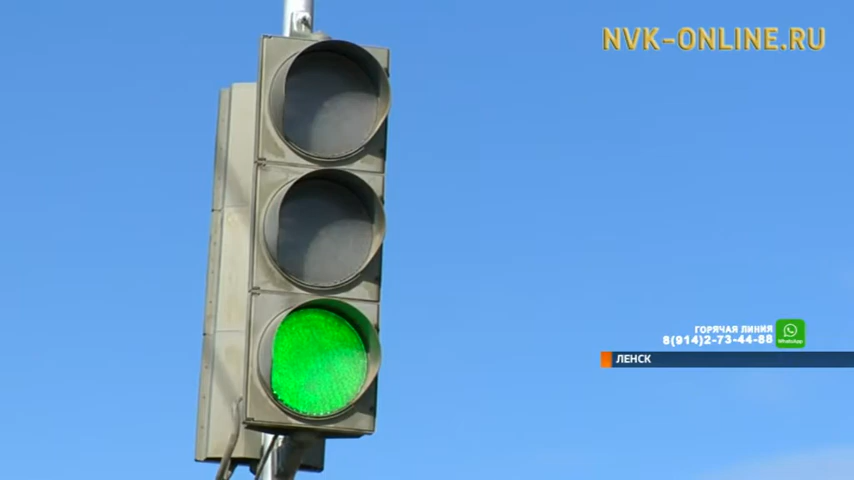 NVK-ONLINE.RU
ГОРЯЧАЯ ЛИНИЯ
8(914)2-73-44-88
WhatsApp
ЛЕНСК